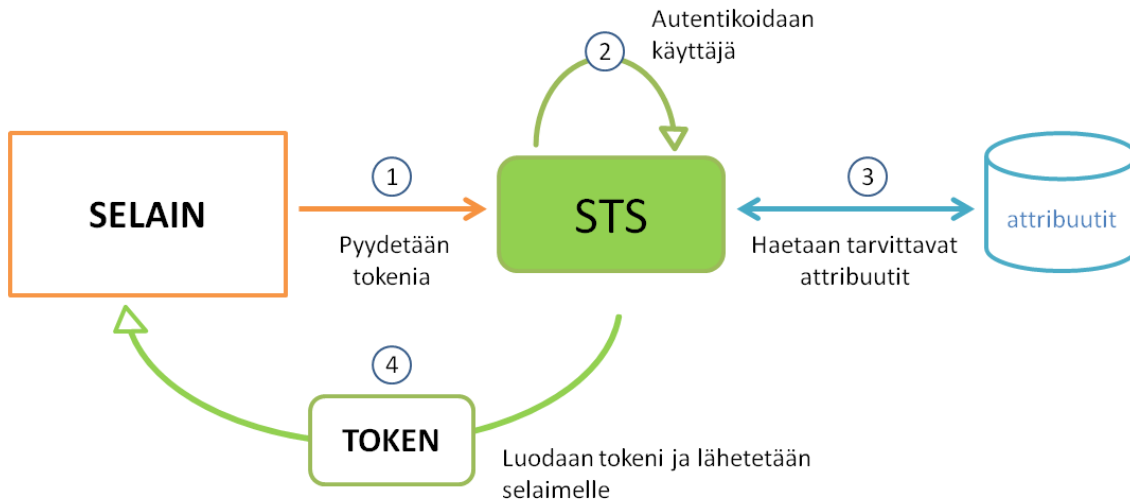 2
Autentikoidaan
käyttäjä
SELAIN
1
Pyydetään
tokenia
STS
3
Haetaan tarvittavat
attribuutit
attribuutit
4
TOKEN
Luodaan tokeni ja lähetetään
selaimelle